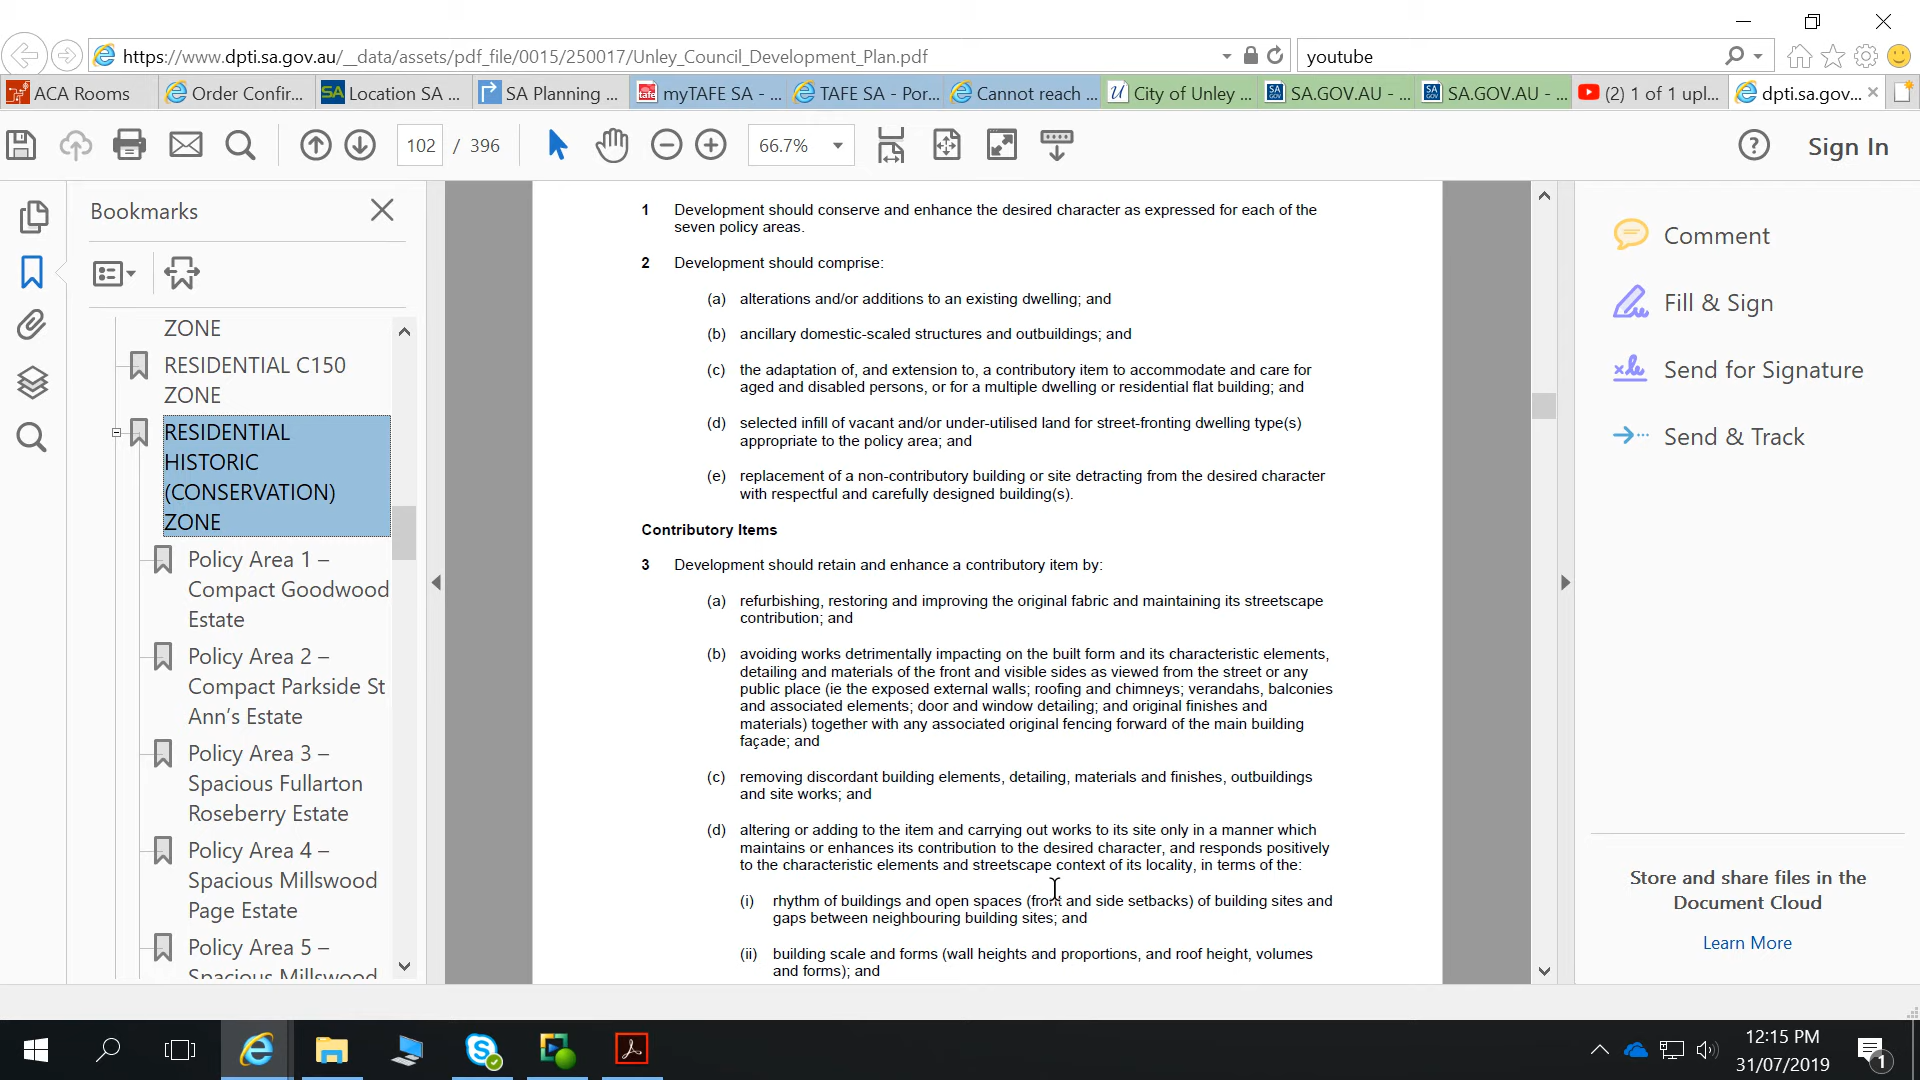 https://www.dpti.sa.gov.au/__data/assets/pdf_file/0015/250017/Unley_Council_Development_Plan.pdf
youtube
ACA Rooms
Order Confir...
SA Location SA ...
SA Planning ...
tafe myTAFE SA - ...
TAFE SA - Por...
Cannot reach ...
U City of Unley ...
SA.GOV.AU - ...
SA.GOV.AU - ...
(2) 1 of 1 upl...
dpti.sa.gov...
102 / 396
66.7%
Sign In
Bookmarks
ZONE
RESIDENTIAL C150
ZONE
RESIDENTIAL
HISTORIC
(CONSERVATION)
ZONE
Policy Area 1 –
Compact Goodwood
Estate
Policy Area 2 –
Compact Parkside St
Ann’s Estate
Policy Area 3 –
Spacious Fullarton
Roseberry Estate
Policy Area 4 –
Spacious Millswood
Page Estate
Policy Area 5 –
Spacious Millswood
1 Development should conserve and enhance the desired character as expressed for each of the
seven policy areas.
2 Development should comprise:
(a) alterations and/or additions to an existing dwelling; and
(b) ancillary domestic-scaled structures and outbuildings; and
(c) the adaptation of, and extension to, a contributory item to accommodate and care for
aged and disabled persons, or for a multiple dwelling or residential flat building; and
(d) selected infill of vacant and/or under-utilised land for street-fronting dwelling type(s)
appropriate to the policy area; and
(e) replacement of a non-contributory building or site detracting from the desired character
with respectful and carefully designed building(s).
Contributory Items
3 Development should retain and enhance a contributory item by:
(a) refurbishing, restoring and improving the original fabric and maintaining its streetscape
contribution; and
(b) avoiding works detrimentally impacting on the built form and its characteristic elements,
detailing and materials of the front and visible sides as viewed from the street or any
public place (ie the exposed external walls; roofing and chimneys; verandahs, balconies
and associated elements; door and window detailing; and original finishes and
materials) together with any associated original fencing forward of the main building
façade; and
(c) removing discordant building elements, detailing, materials and finishes, outbuildings
and site works; and
(d) altering or adding to the item and carrying out works to its site only in a manner which
maintains or enhances its contribution to the desired character, and responds positively
to the characteristic elements and streetscape context of its locality, in terms of the:
(i) rhythm of buildings and open spaces (front and side setbacks) of building sites and
gaps between neighbouring building sites; and
(ii) building scale and forms (wall heights and proportions, and roof height, volumes
and forms); and
Comment
Fill & Sign
Send for Signature
Send & Track
Store and share files in the
Document Cloud
Learn More
12:15 PM
31/07/2019
1